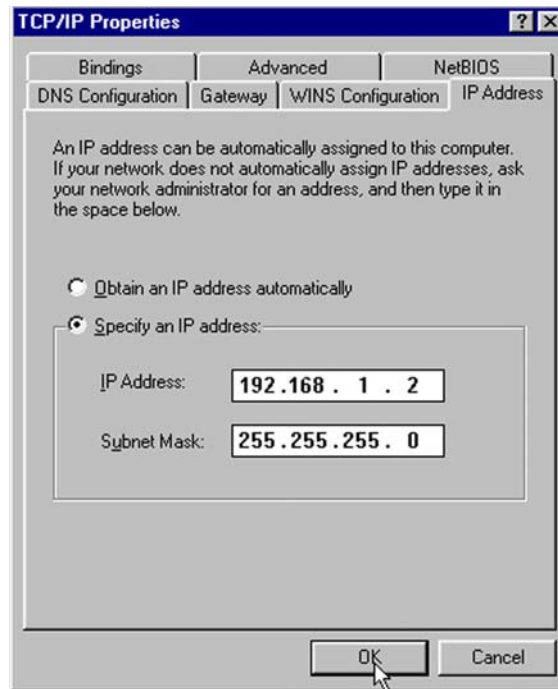 TCP/IP Properties
? X
Bindings Advanced NetBIOS
DNS Configuration Gateway WINS Configuration IP Address
An IP address can be automatically assigned to this computer.
If your network does not automatically assign IP addresses, ask
your network administrator for an address, and then type it in
the space below.
Obtain an IP address automatically
Specify an IP address:
IP Address: 192.168. 1 . 2
Subnet Mask: 255.255.255. 0
OK Cancel